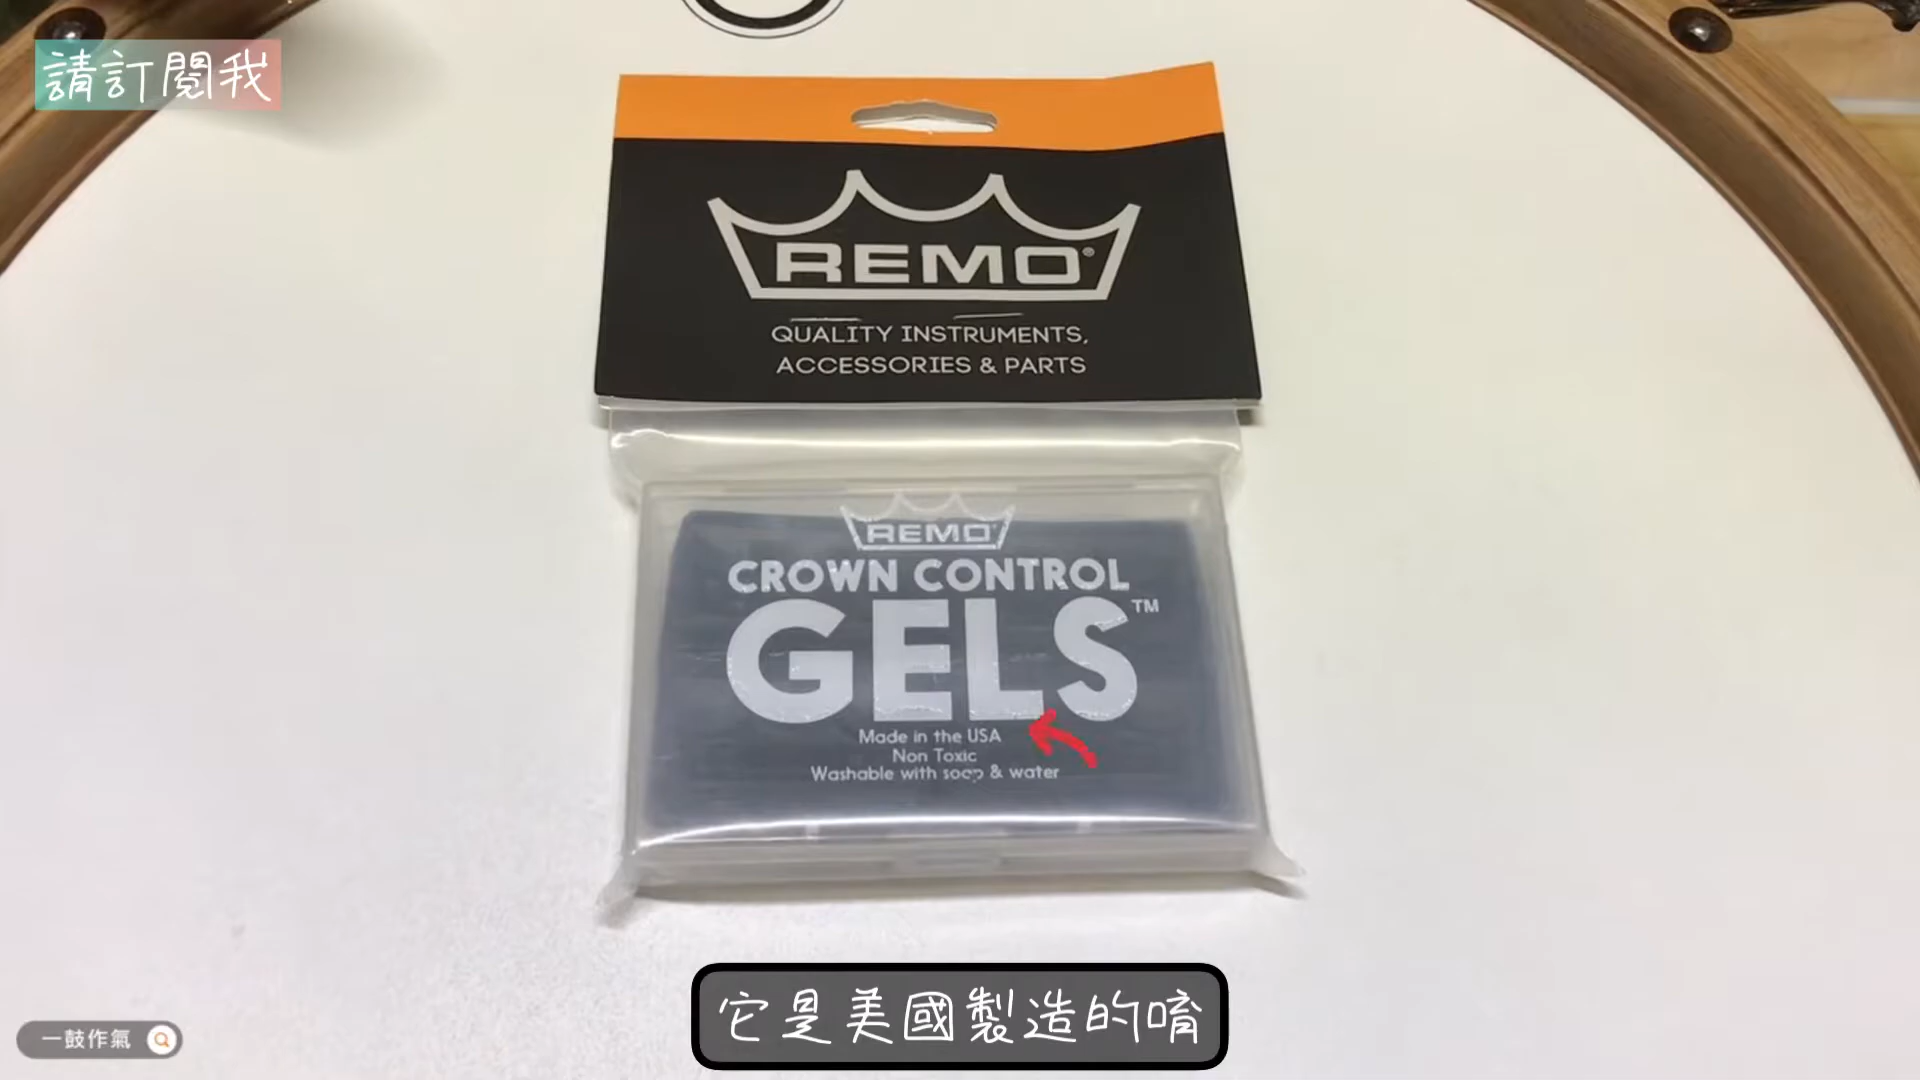 請訂閱我
REMO®
QUALITY INSTRUMENTS,
ACCESSORIES & PARTS
REMO
CROWN CONTROL
GELS™
Made in the USA
Non Toxic
Washable with soap & water
它是美國製造的唷
一鼓作氣